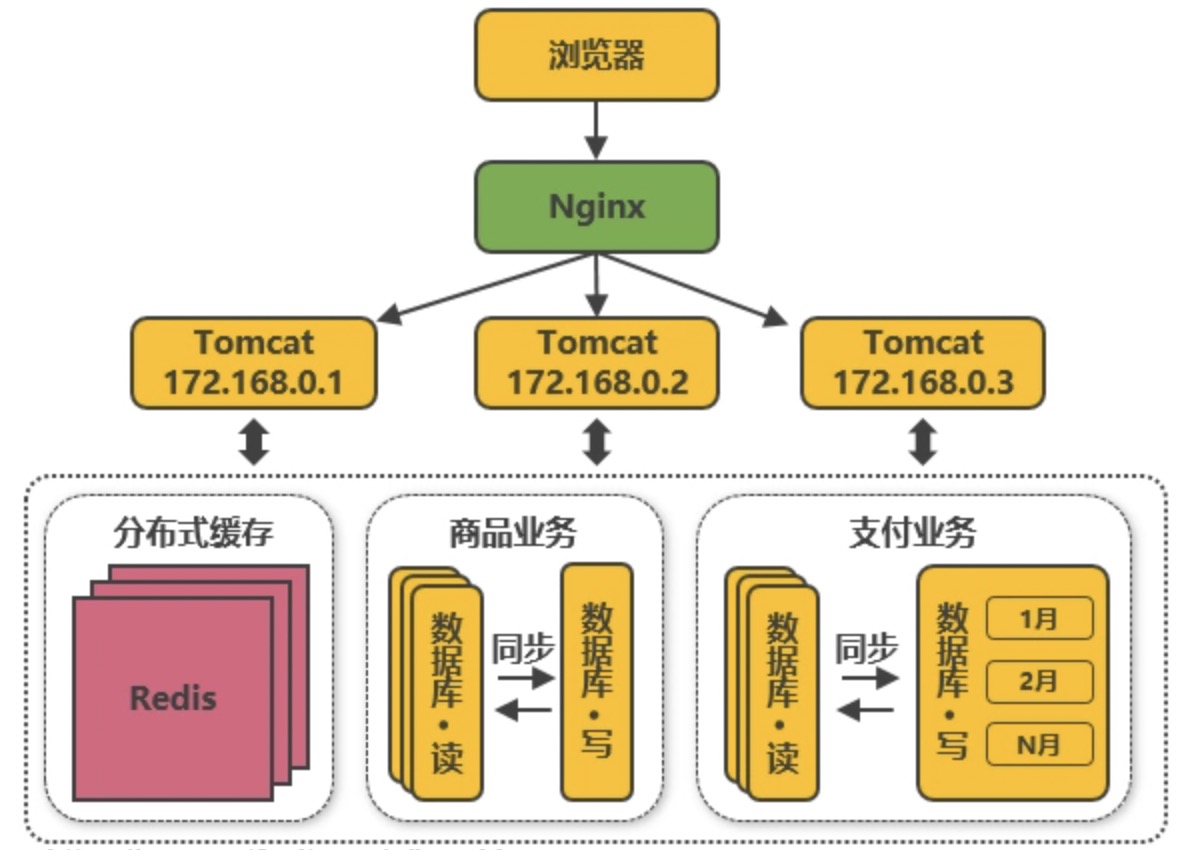 浏览器
Nginx
Tomcat
172.168.0.1
Tomcat
172.168.0.2
Tomcat
172.168.0.3
分布式缓存
Redis
商品业务
数据库·读
同步
数据库·写
支付业务
数据库·读
同步
数据库·写
1月
2月
N月